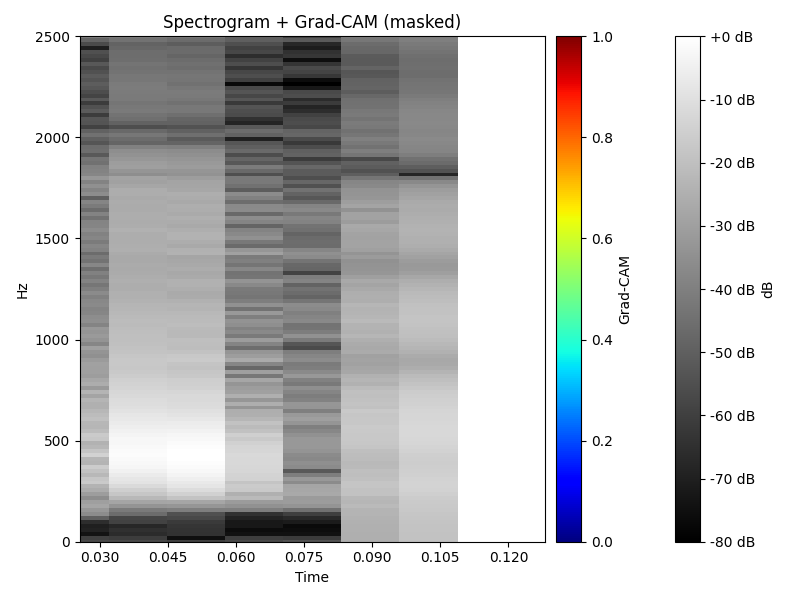 Spectrogram + Grad-CAM (masked)
2500
2000
1500
1000
500
0
Hz
0.030
0.045
0.060
0.075
0.090
0.105
0.120
Time
1.0
0.8
0.6
0.4
0.2
0.0
Grad-CAM
+0 dB
-10 dB
-20 dB
-30 dB
-40 dB
-50 dB
-60 dB
-70 dB
-80 dB
dB